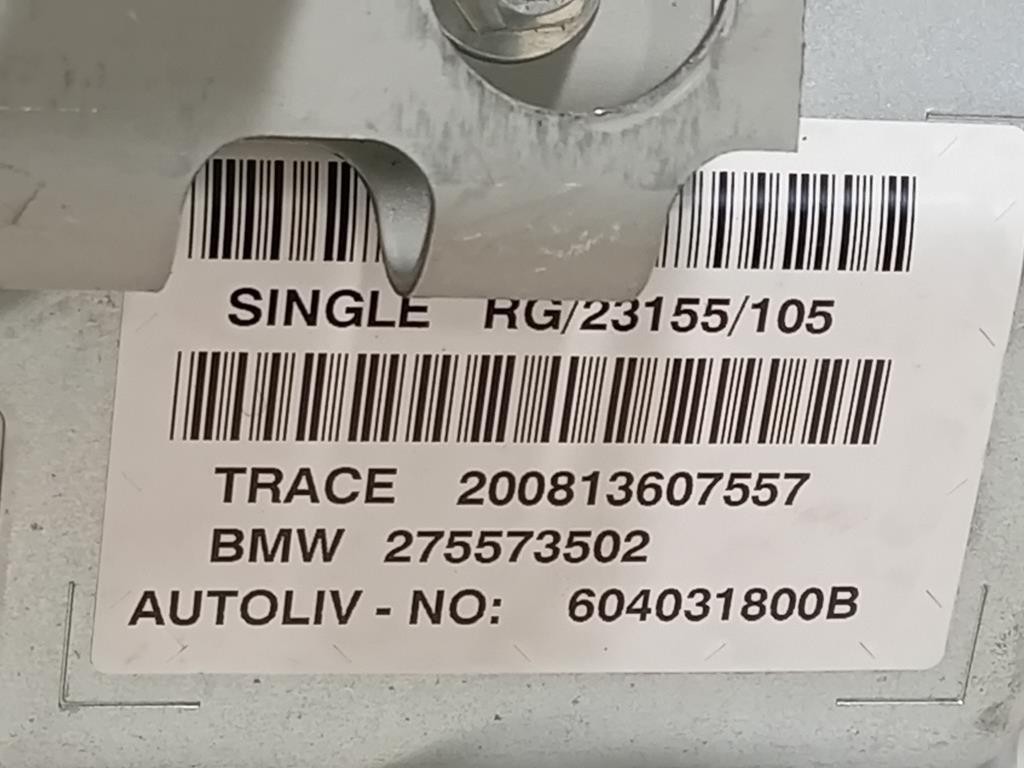 SINGLE RG/23155/105
TRACE 200813607557
BMW 275573502
AUTOLIV - NO: 604031800B